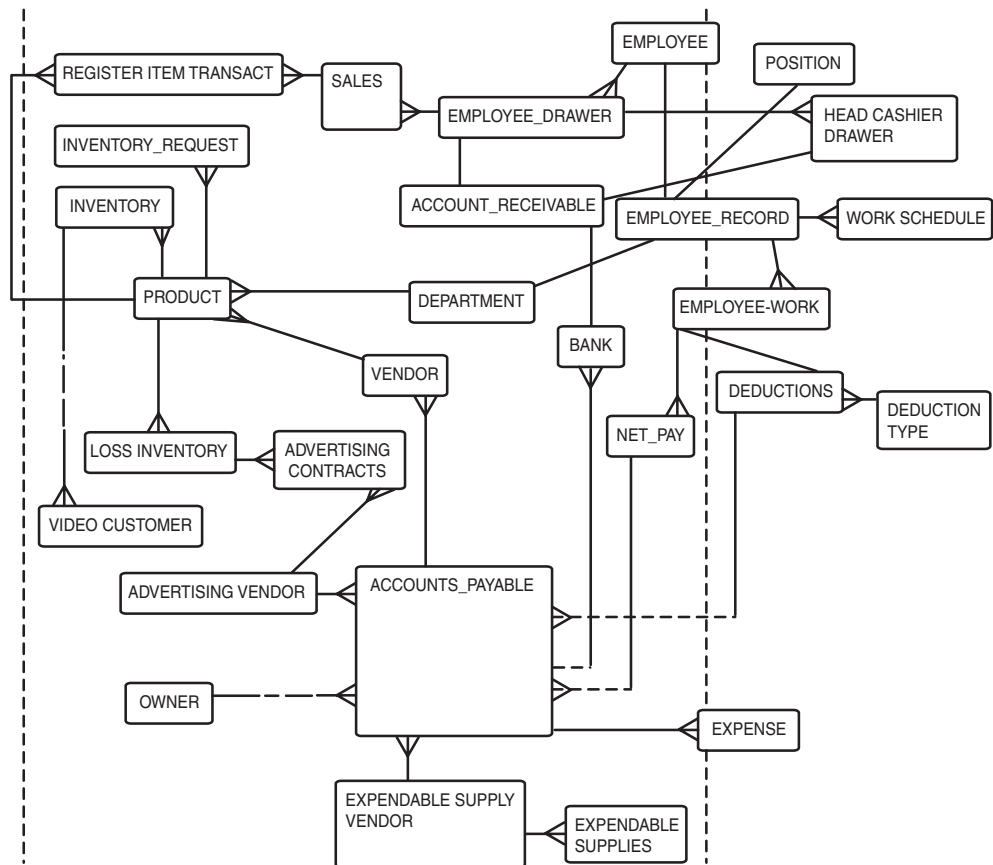 EMPLOYEE
POSITION
REGISTER ITEM TRANSACT
SALES
EMPLOYEE_DRAWER
HEAD CASHIER
DRAWER
INVENTORY_REQUEST
INVENTORY
ACCOUNT_RECEIVABLE
EMPLOYEE_RECORD
WORK SCHEDULE
PRODUCT
DEPARTMENT
EMPLOYEE-WORK
BANK
VENDOR
DEDUCTIONS
DEDUCTION
TYPE
NET_PAY
LOSS INVENTORY
ADVERTISING
CONTRACTS
VIDEO CUSTOMER
ADVERTISING VENDOR
ACCOUNTS_PAYABLE
OWNER
EXPENSE
EXPENDABLE SUPPLY
VENDOR
EXPENDABLE
SUPPLIES